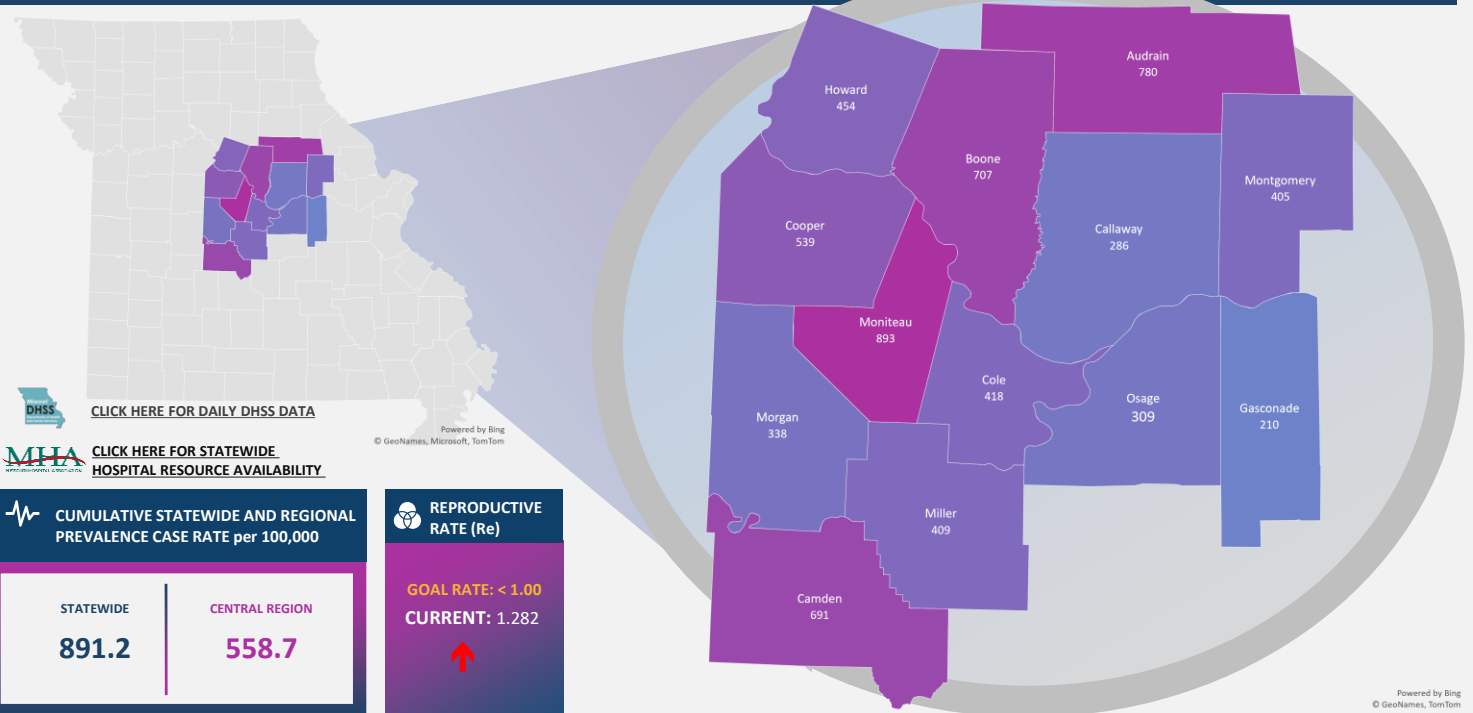 Howard
454
Audrain
780
Boone
707
Montgomery
405
Cooper
539
Callaway
286
Moniteau
893
Cole
418
Osage
309
Gasconade
210
Morgan
338
Miller
409
Camden
691
DHSS
CLICK HERE FOR DAILY DHSS DATA
Powered by Bing
© GeoNames, Microsoft, TomTom
MHA
CLICK HERE FOR STATEWIDE
HOSPITAL RESOURCE AVAILABILITY
CUMULATIVE STATEWIDE AND REGIONAL
PREVALENCE CASE RATE per 100,000
STATEWIDE
891.2
CENTRAL REGION
558.7
REPRODUCTIVE
RATE (Re)
GOAL RATE: < 1.00
CURRENT: 1.282
Powered by Bing
© GeoNames, TomTom